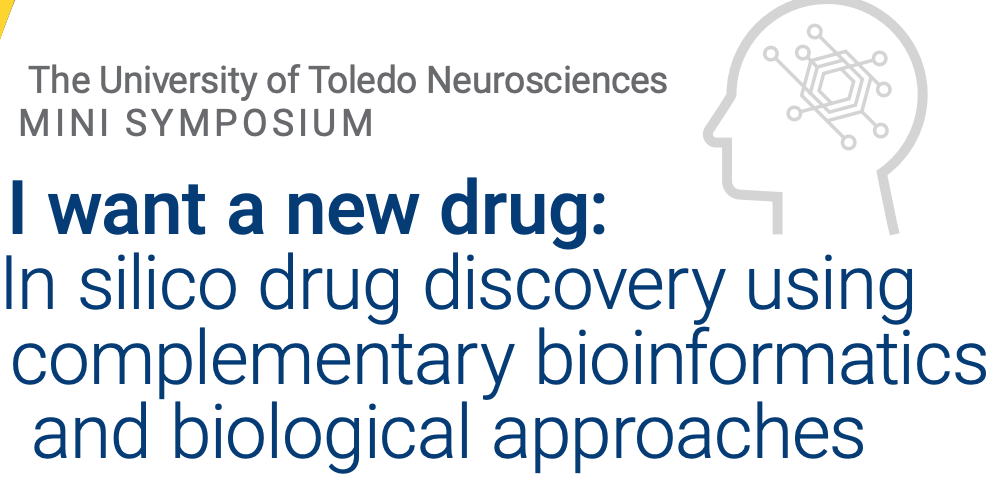 The University of Toledo Neurosciences
MINI SYMPOSIUM
I want a new drug:
In silico drug discovery using
complementary bioinformatics
and biological approaches